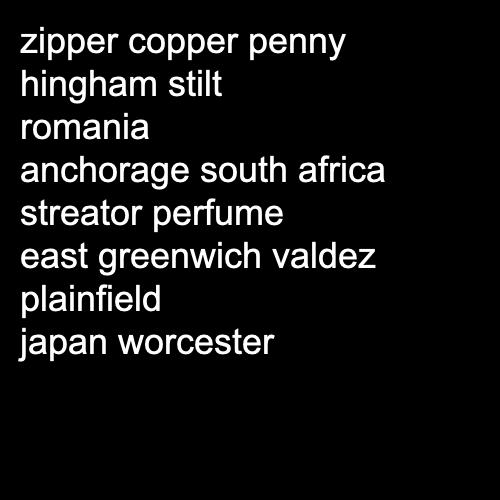 zipper copper penny
hingham stilt
romania
anchorage south africa
streator perfume
east greenwich valdez
plainfield
japan worcester